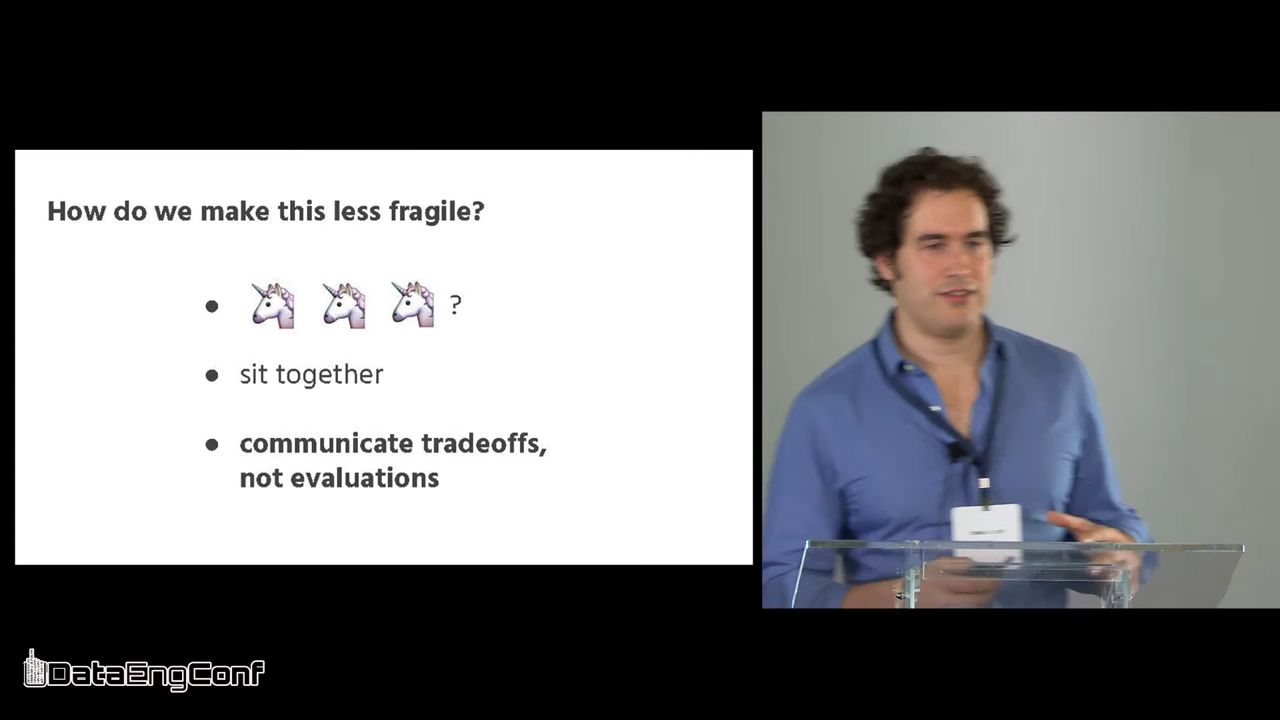 How do we make this less fragile?
?
sit together
communicate tradeoffs,
not evaluations
DataEngConf